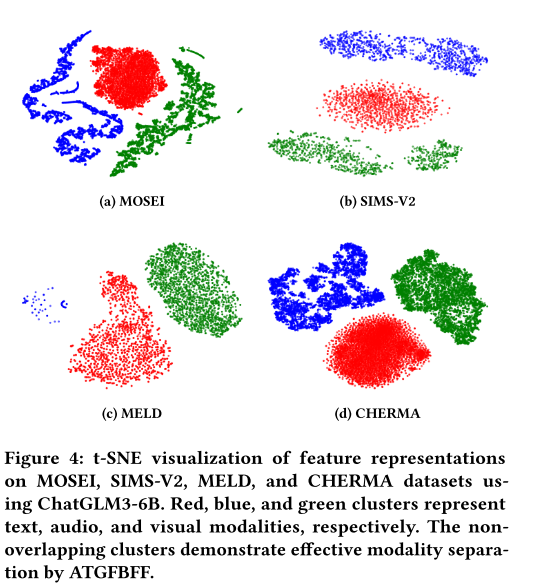 (a) MOSEI
(b) SIMS-V2
(c) MELD
(d) CHERMA
Figure 4: t-SNE visualization of feature representations
on MOSEI, SIMS-V2, MELD, and CHERMA datasets us-
ing ChatGLM3-6B. Red, blue, and green clusters represent
text, audio, and visual modalities, respectively. The non-
overlapping clusters demonstrate effective modality separa-
tion by ATGFBFF.